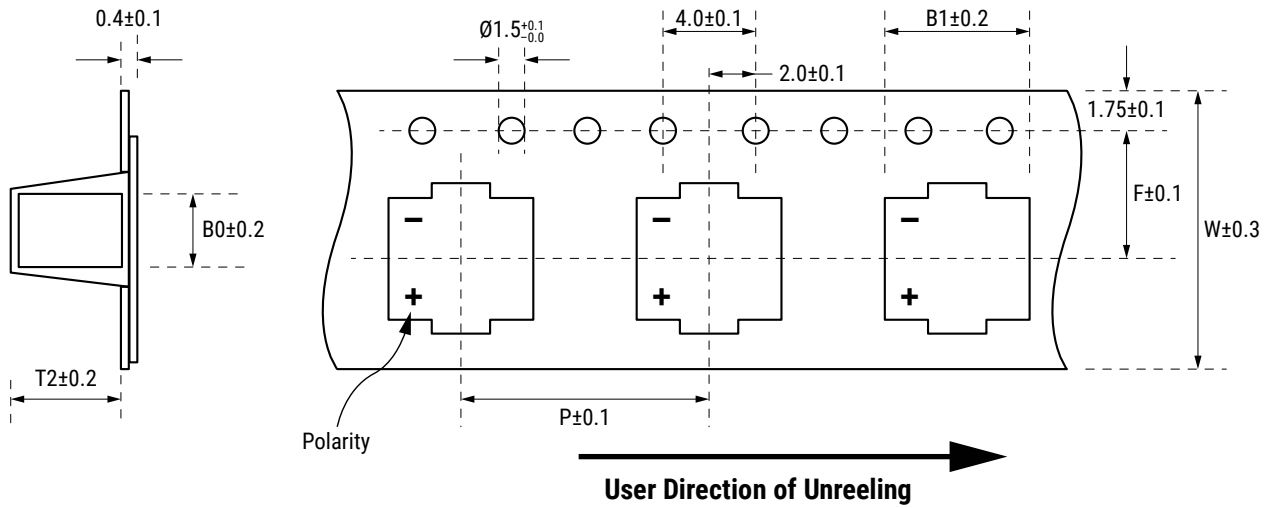 0.4±0.1
Ø1.5+0.1
−0.0
4.0±0.1
B1±0.2
2.0±0.1
1.75±0.1
F±0.1
W±0.3
B0±0.2
T2±0.2
− − −
+ + +
P±0.1
Polarity
User Direction of Unreeling